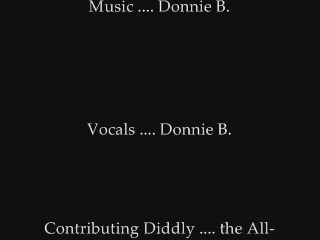 Music .... Donnie B.
Vocals .... Donnie B.
Contributing Diddly .... the All-